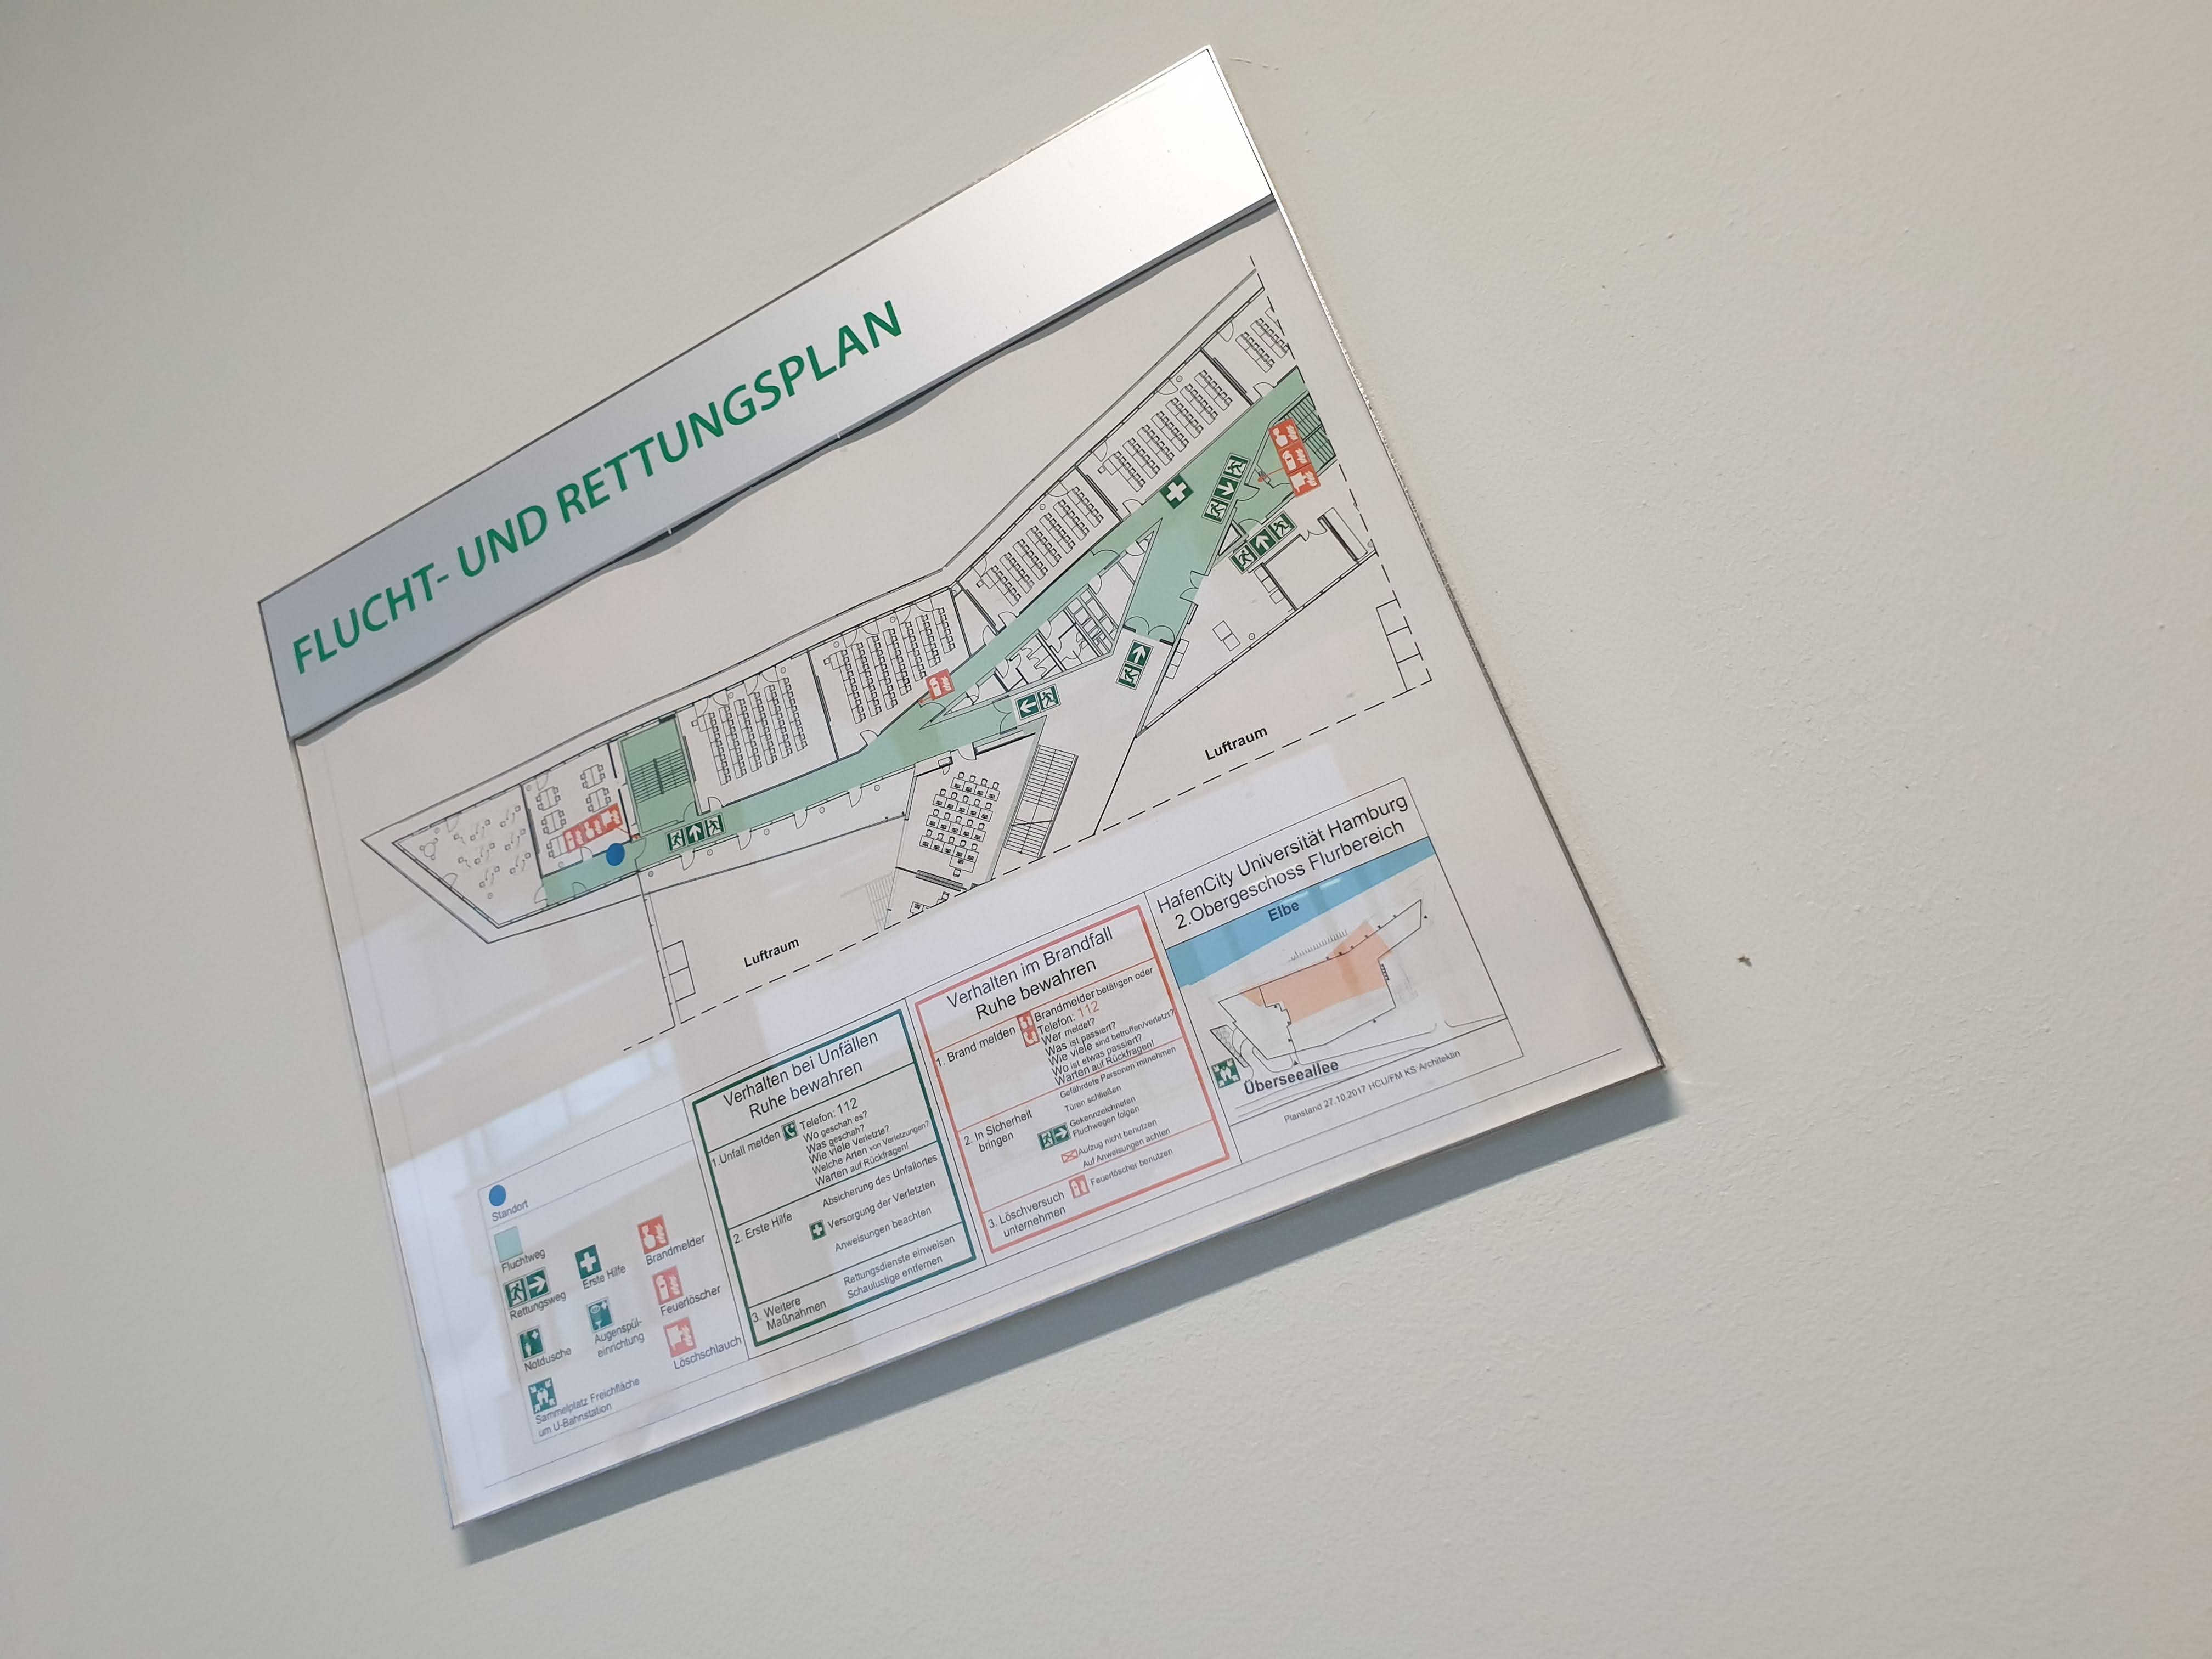 FLUCHT- UND RETTUNGSPLAN
Luftraum
Luftraum
Standort
Fluchtweg
Rettungsweg
Notdusche
Sammelplatz Freichfläche
um U-Bahnstation
Erste Hilfe
Augenspül-
einrichtung
Brandmelder
Feuerlöscher
Löschschlauch
Verhalten bei Unfällen
Ruhe bewahren
1.Unfall melden
Telefon: 112
Wo geschah es?
Was geschah?
Wie viele Verletzte?
Welche Arten von Verletzungen?
Warten auf Rückfragen!
2. Erste Hilfe
Absicherung des Unfallortes
Versorgung der Verletzten
Anweisungen beachten
3. Weitere
Maßnahmen
Rettungsdienste einweisen
Schaulustige entfernen
Verhalten im Brandfall
Ruhe bewahren
1. Brand melden
Brandmelder betätigen oder
Telefon: 112
Wer meldet?
Was ist passiert?
Wie viele sind betroffen/verletzt?
Wo ist etwas passiert?
Warten auf Rückfragen!
2. In Sicherheit
bringen
Gefährdete Personen mitnehmen
Türen schließen
Gekennzeichneten
Fluchwegen folgen
Aufzug nicht benutzen
Auf Anweisungen achten
3. Löschversuch
unternehmen
Feuerlöscher benutzen
HafenCity Universität Hamburg
2.Obergeschoss Flurbereich
Elbe
Überseeallee
Planstand 27.10.2017 HCU/FM KS Architektin